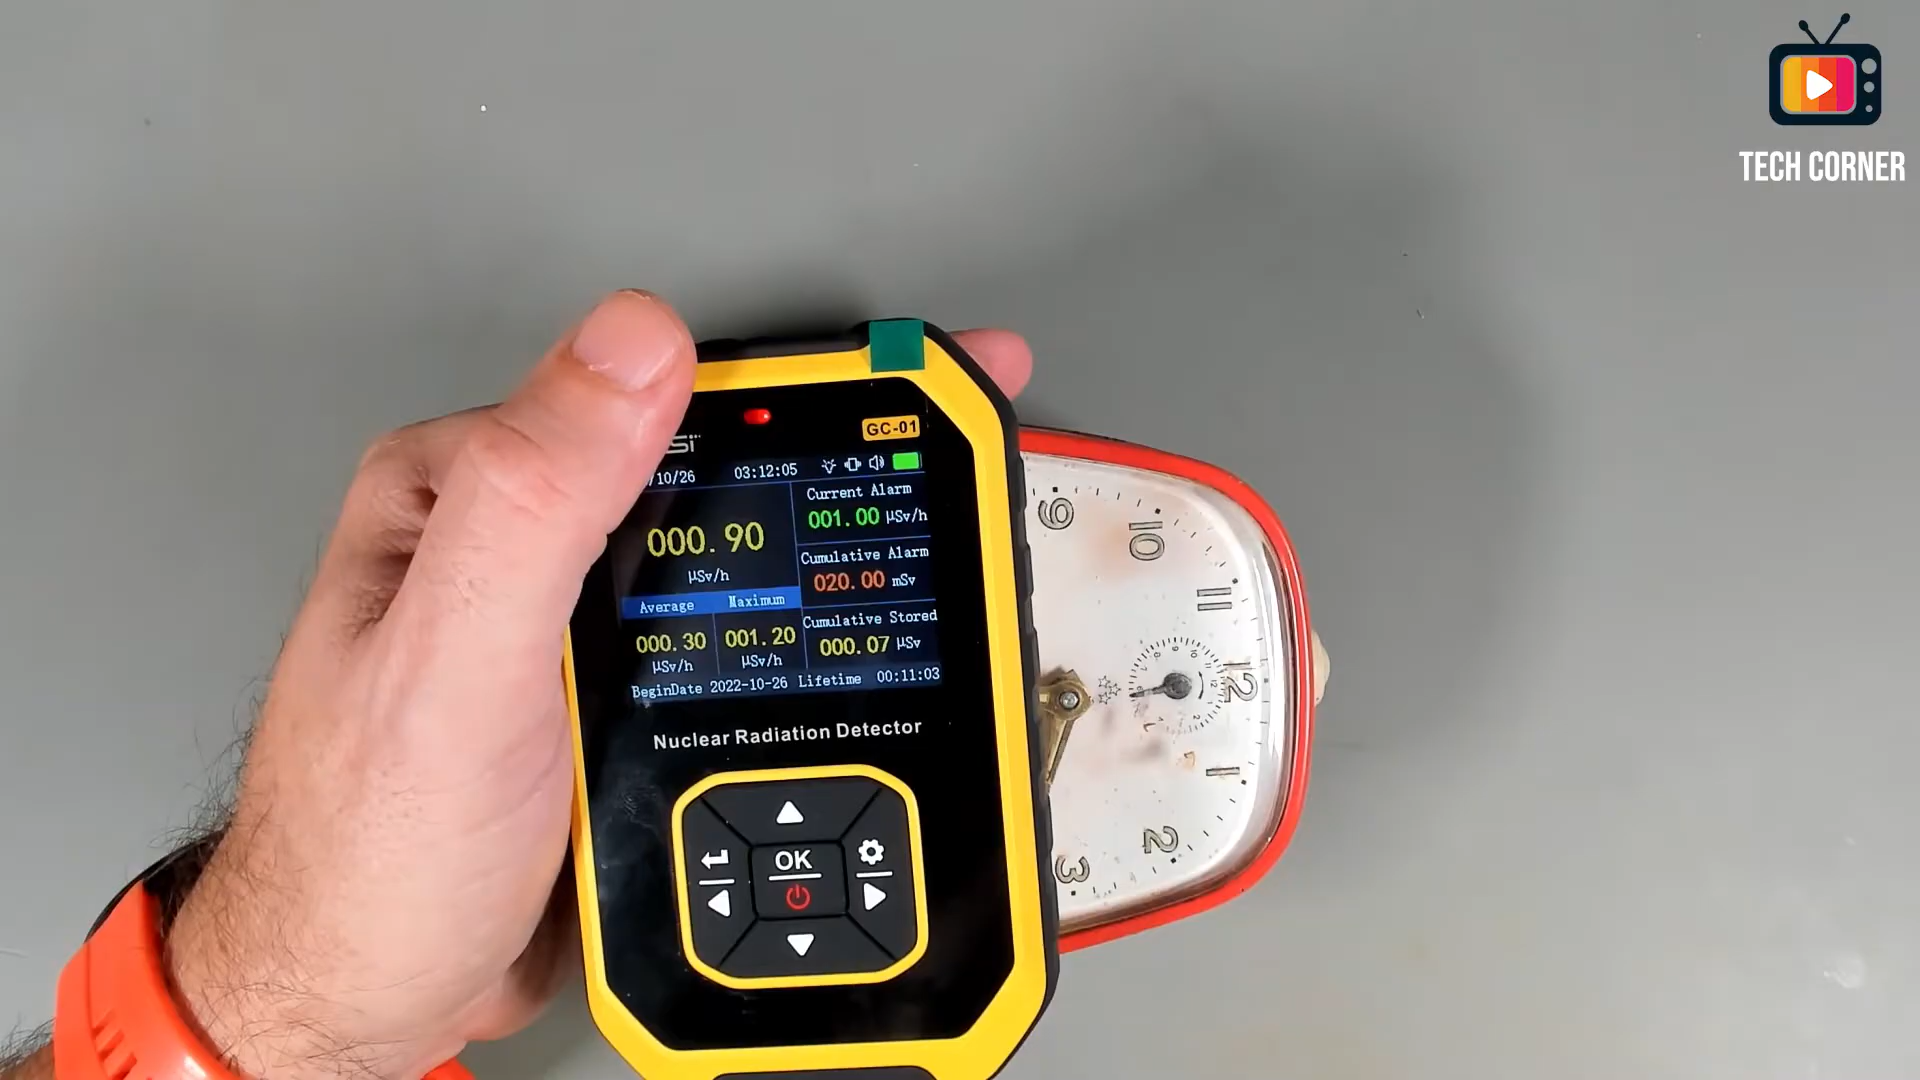 TECH CORNER
Si
GC-01
/10/26 03:12:05
000.90
µSv/h
Current Alarm
001.00 µSv/h
Cumulative Alarm
020.00 mSv
Average Maximum
000.30 001.20
µSv/h µSv/h
Cumulative Stored
000.07 µSv
BeginDate 2022-10-26 Lifetime 00:11:03
Nuclear Radiation Detector
OK
9
10
11
12
1
2
3